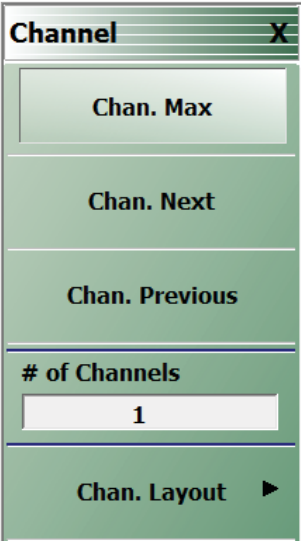 Channel X
Chan. Max
Chan. Next
Chan. Previous
# of Channels
1
Chan. Layout